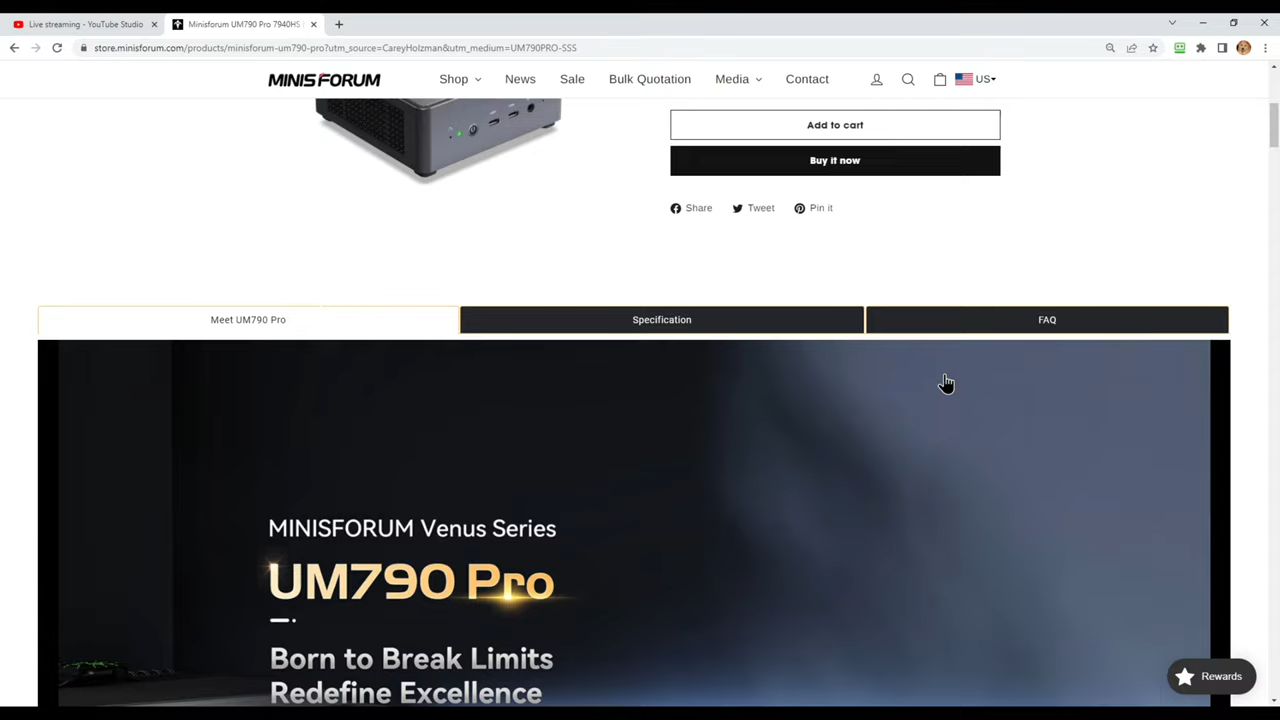 Live streaming - YouTube Studio
Minisforum UM790 Pro 7940HS
store.minisforum.com/products/minisforum-um790-pro?utm_source=CareyHolzman&utm_medium=UM790PRO-SSS
MINISFORUM Shop News Sale Bulk Quotation Media Contact US
Add to cart
Buy it now
Share Tweet Pin it
Meet UM790 Pro Specification FAQ
MINISFORUM Venus Series
UM790 Pro
Born to Break Limits
Redefine Excellence
Rewards